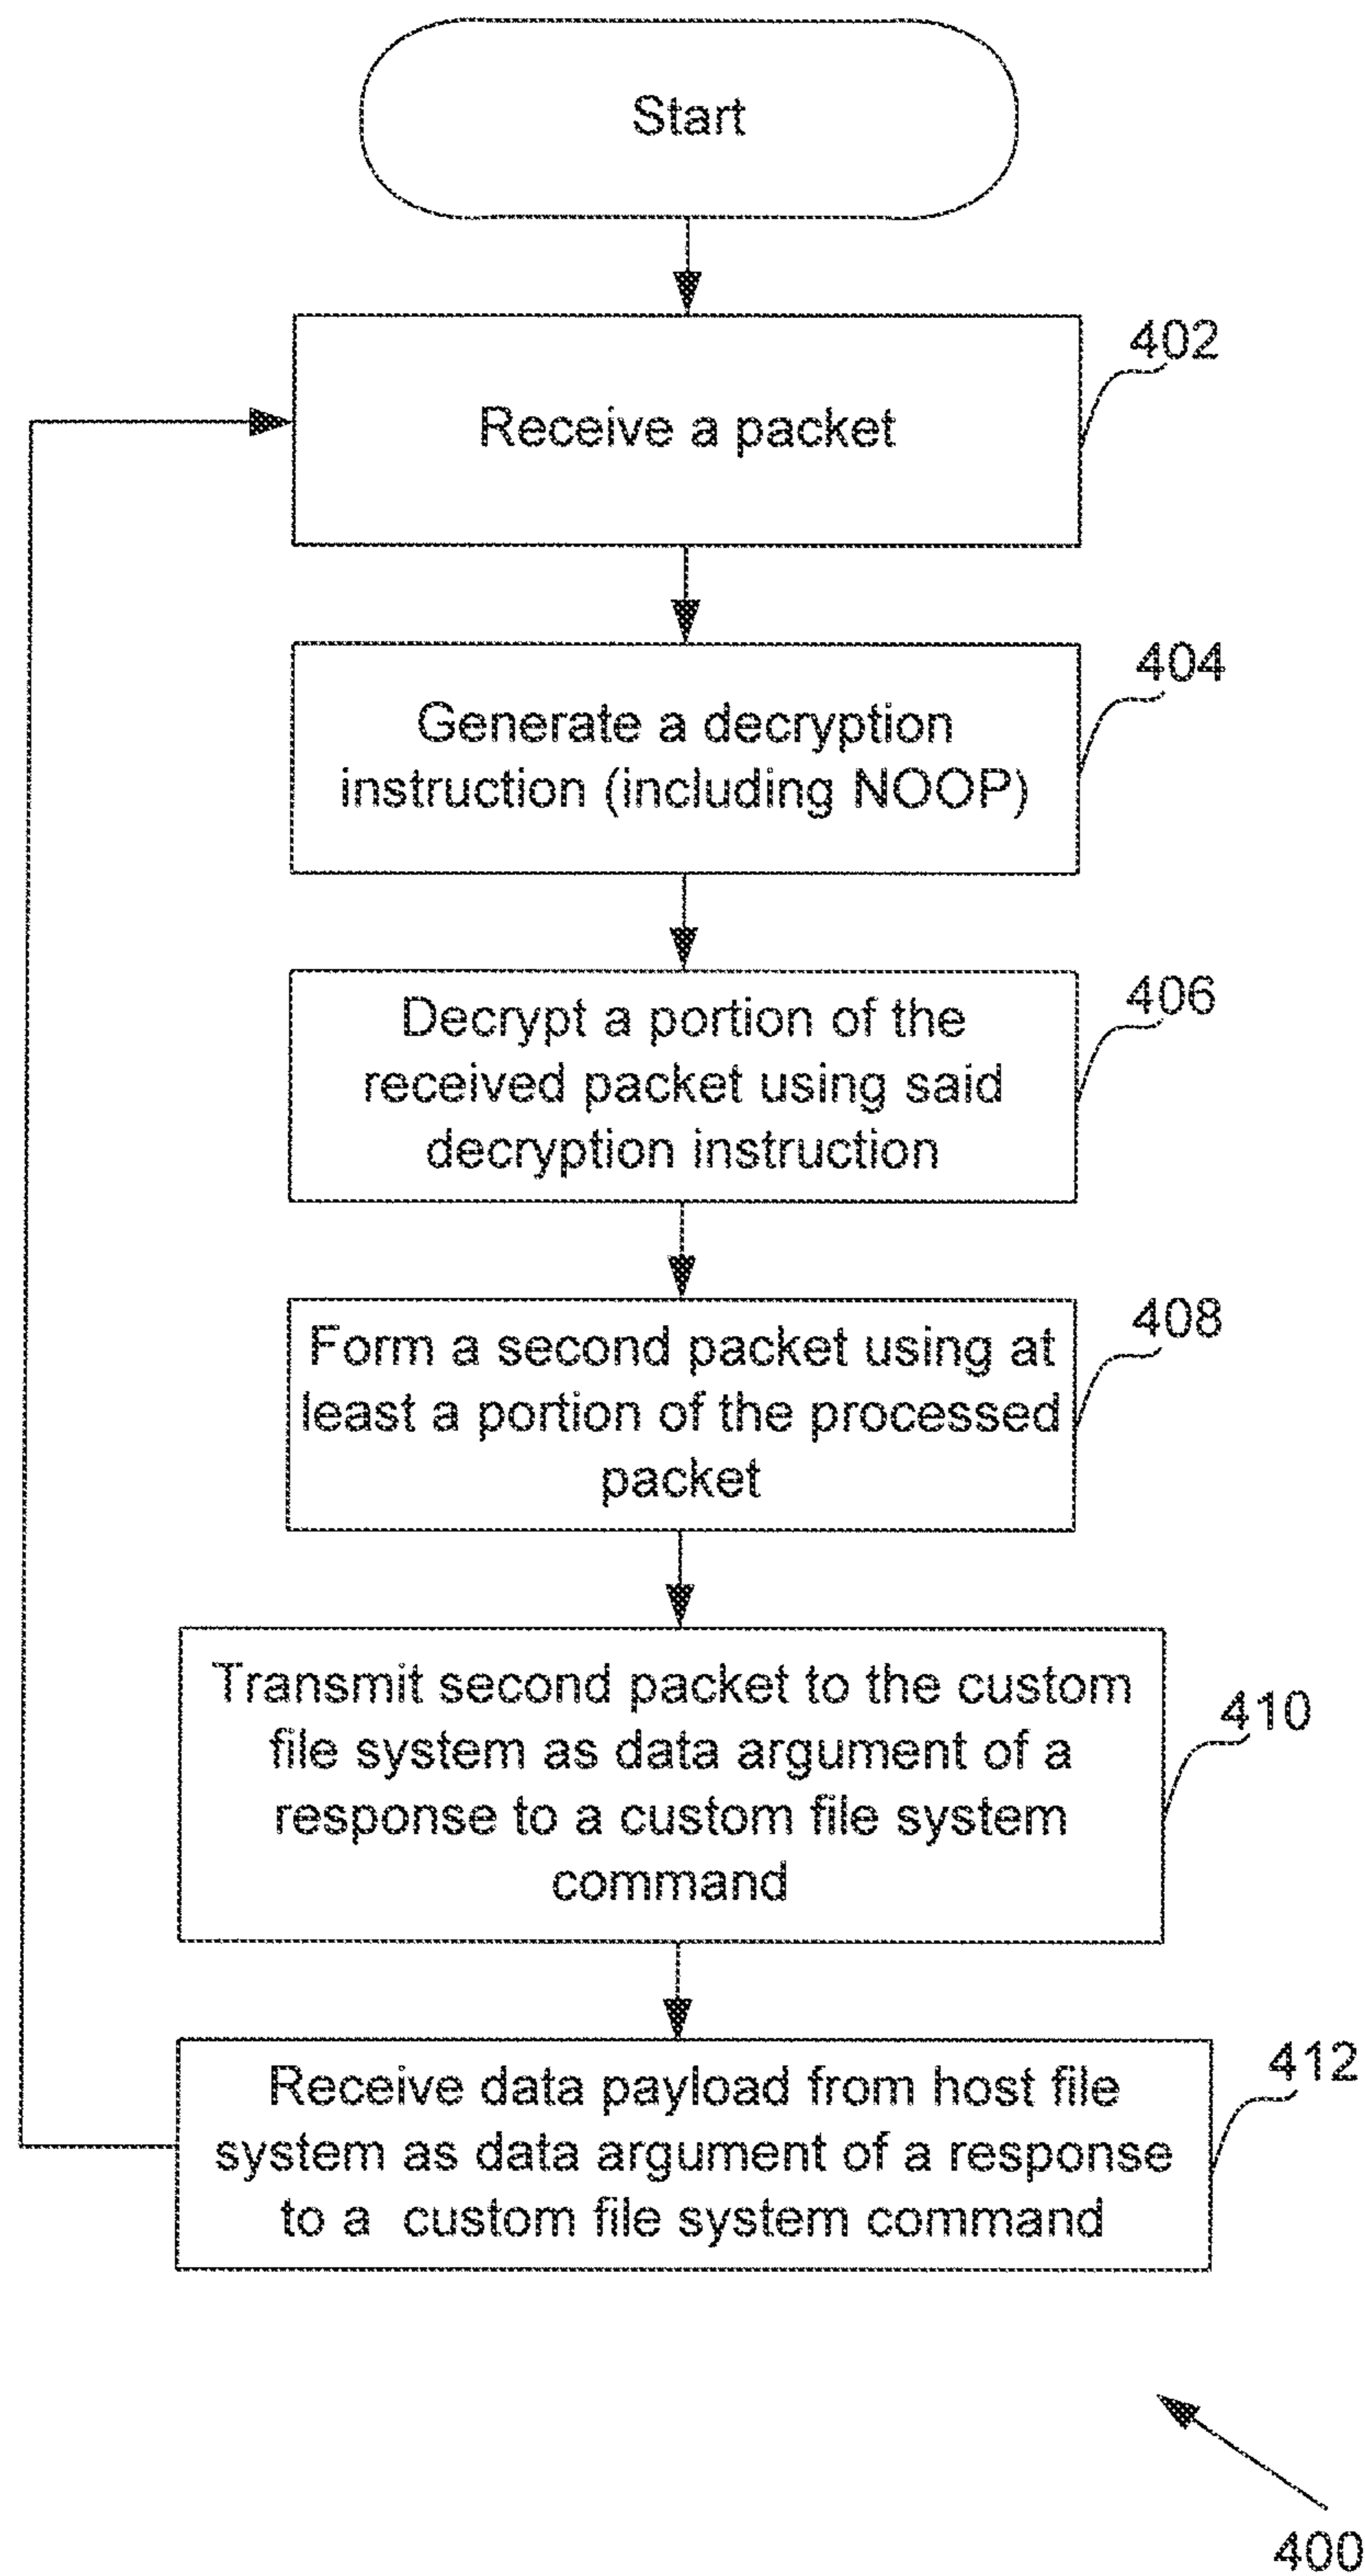 Start
402
Receive a packet
404
Generate a decryption
instruction (including NOOP)
406
Decrypt a portion of the
received packet using said
decryption instruction
408
Form a second packet using at
least a portion of the processed
packet
410
Transmit second packet to the custom
file system as data argument of a
response to a custom file system
command
412
Receive data payload from host file
system as data argument of a response
to a custom file system command
400